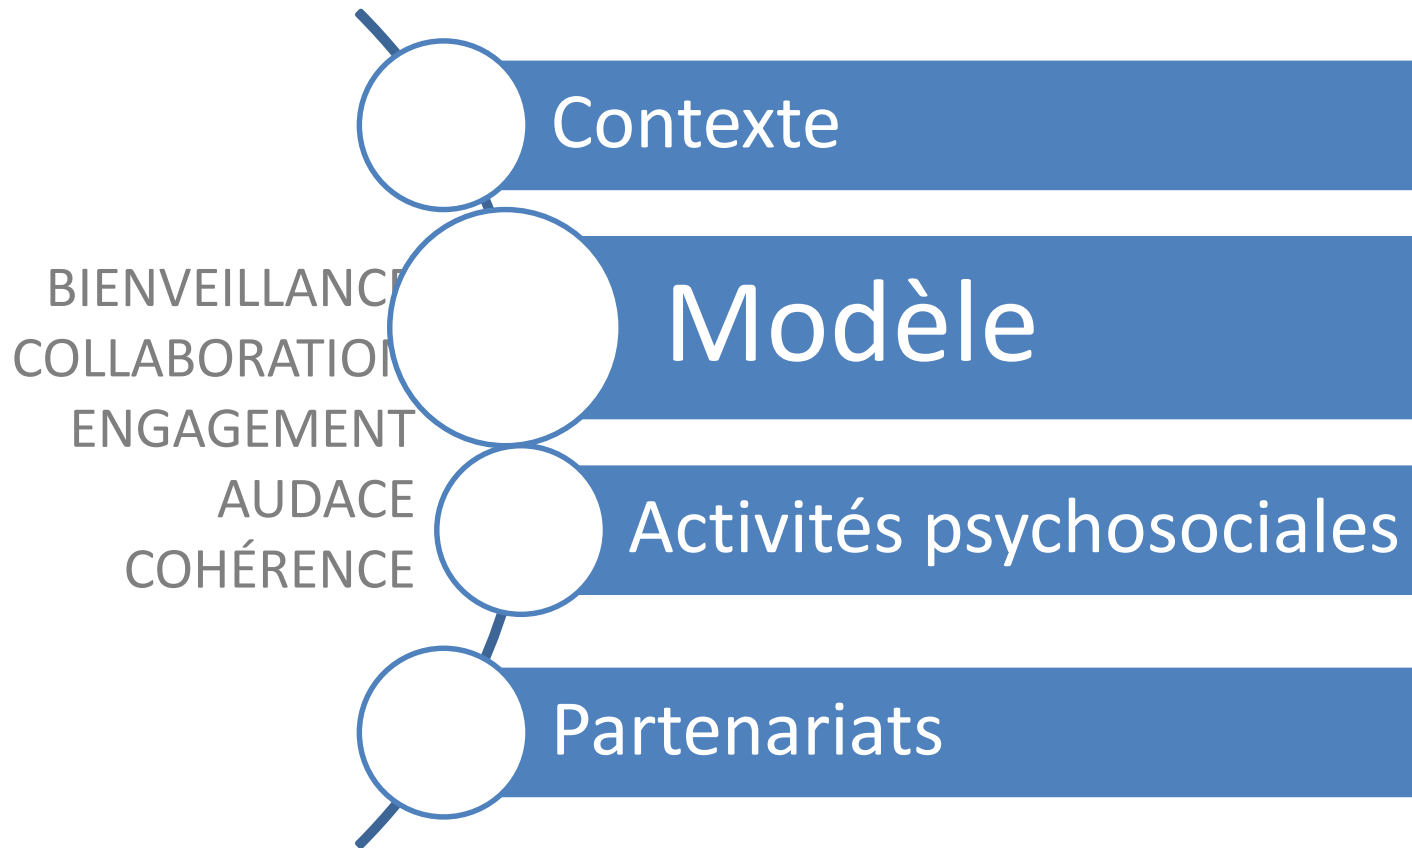 BIENVEILLANCE
COLLABORATION
ENGAGEMENT
AUDACE
COHÉRENCE
Contexte
Modèle
Activités psychosociales
Partenariats